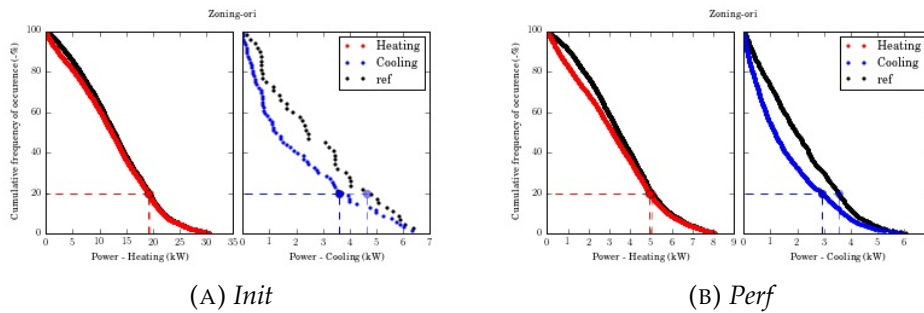 Zoning-ori
Cumulative frequency of occurence (-%)
100
80
60
40
20
0
0 5 10 15 20 25 30 35
Power - Heating (kW)
Heating
Cooling
ref
0 1 2 3 4 5 6 7
Power - Cooling (kW)
(A) Init
Zoning-ori
Cumulative frequency of occurence (-%)
100
80
60
40
20
0
0 1 2 3 4 5 6 7 8 9
Power - Heating (kW)
Heating
Cooling
ref
0 1 2 3 4 5 6
Power - Cooling (kW)
(B) Perf